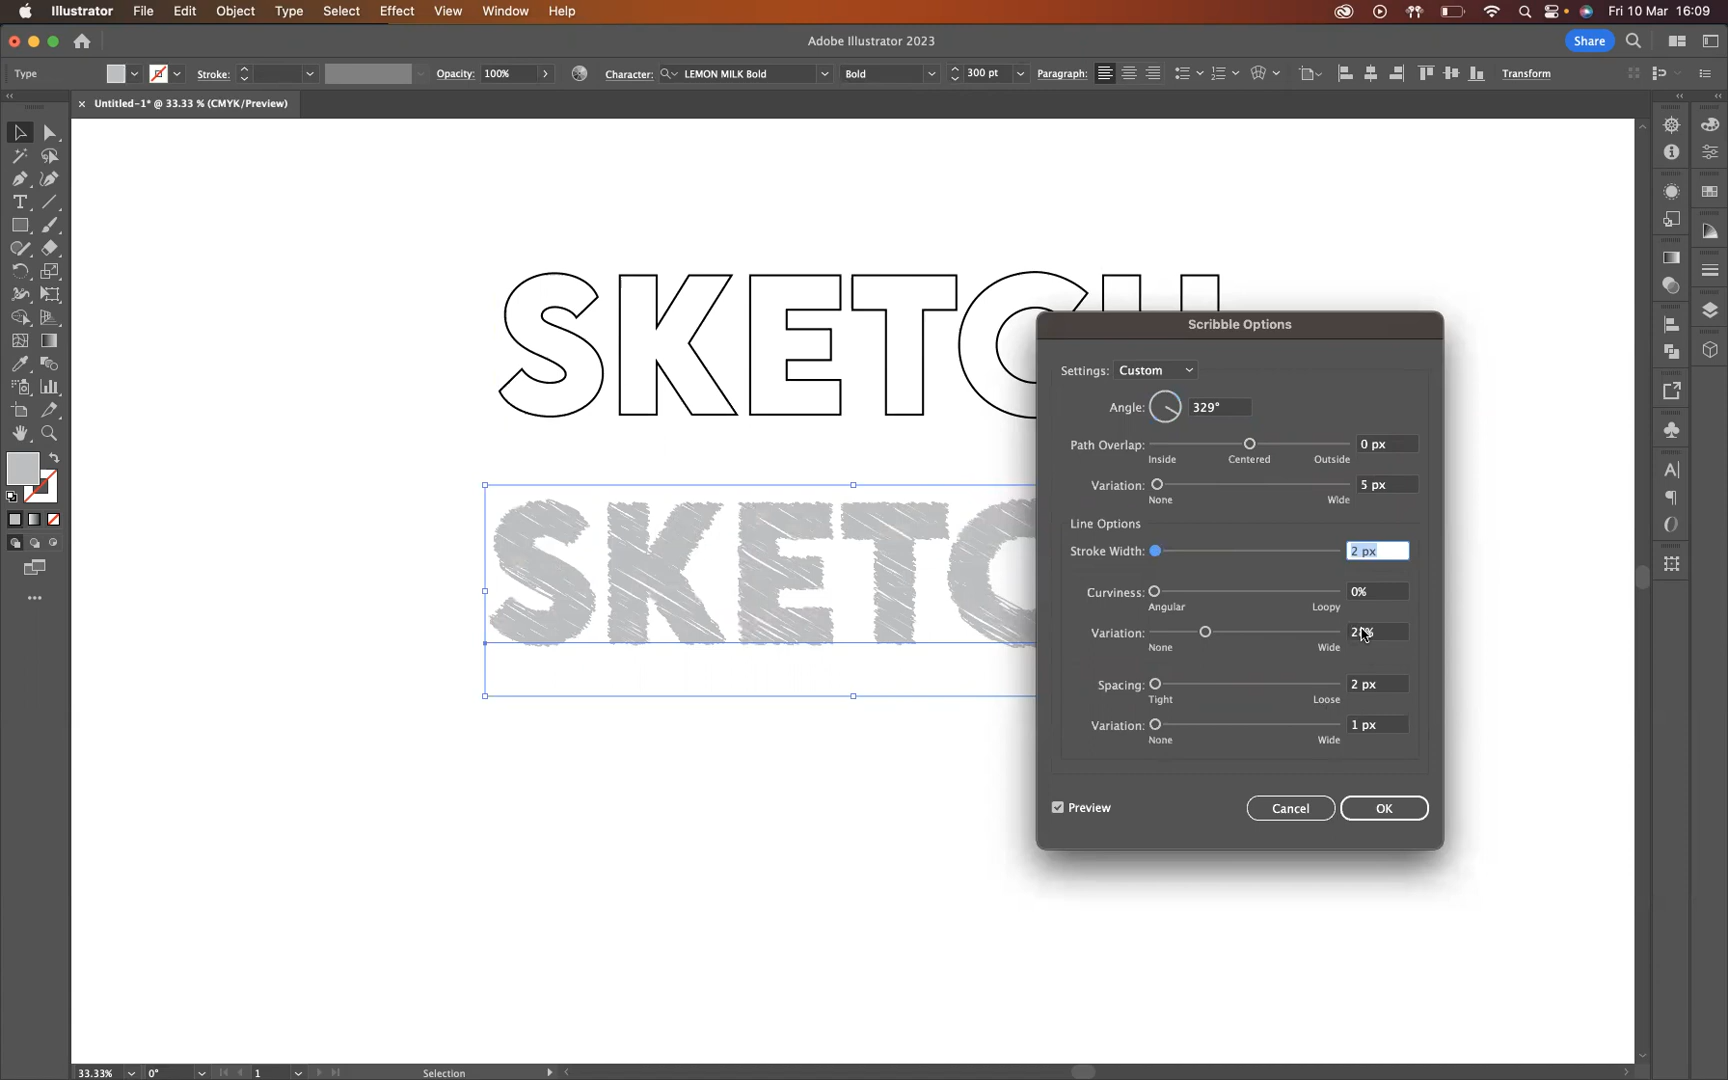 Illustrator File Edit Object Type Select Effect View Window Help Fri 10 Mar 16:09
Adobe Illustrator 2023 Share
Type Stroke: Opacity: 100% Character: LEMON MILK Bold Bold 300 pt Paragraph: Transform
× Untitled-1* @ 33.33 % (CMYK/Preview)
SKETCH
SKETC
Scribble Options
Settings: Custom
Angle: 329°
Path Overlap: 0 px
Inside Centered Outside
Variation: 5 px
None Wide
Line Options
Stroke Width: 2 px
Curviness: 0%
Angular Loopy
Variation:
None Wide
Spacing: 2 px
Tight Loose
Variation: 1 px
None Wide
Preview Cancel OK
33.33% 0° 1 Selection